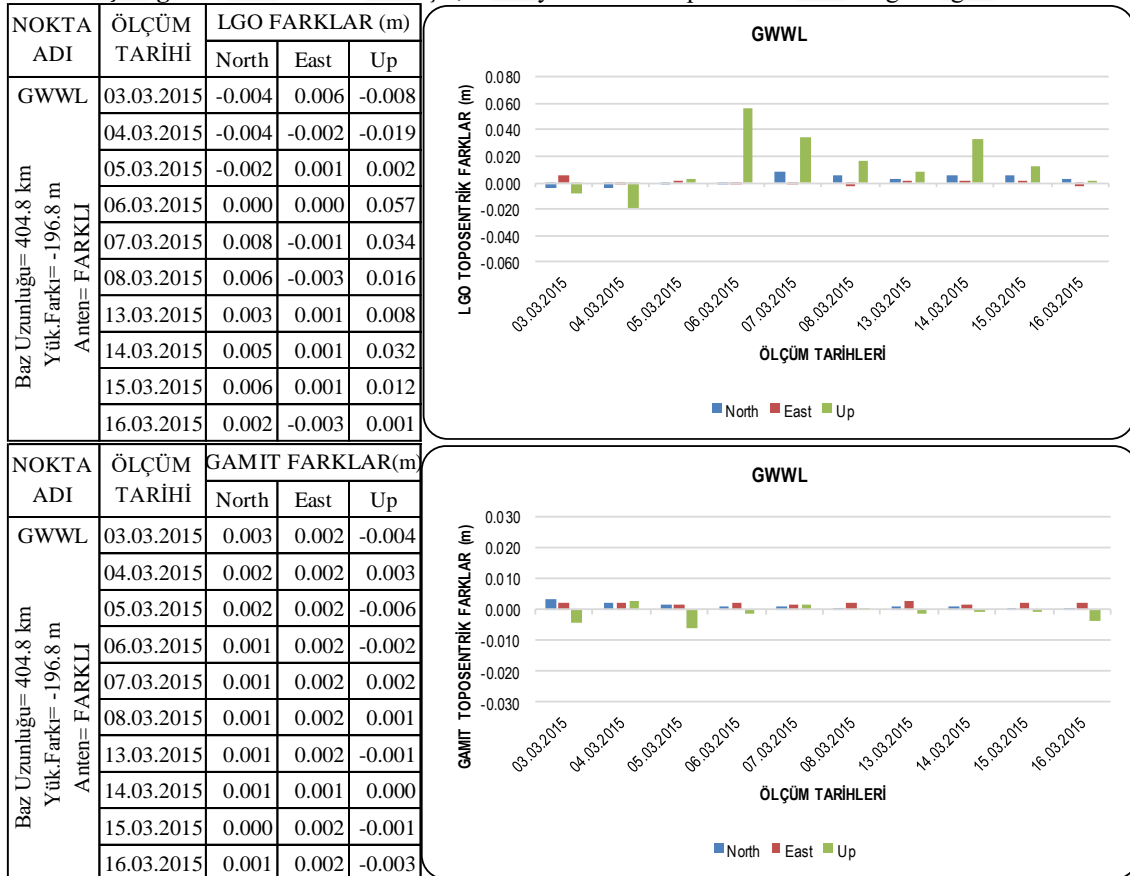 NOKTA ADI ÖLÇÜM TARİHİ LGO FARKLAR (m)
North East Up
GWWL 03.03.2015 -0.004 0.006 -0.008
04.03.2015 -0.004 -0.002 -0.019
05.03.2015 -0.002 0.001 0.002
06.03.2015 0.000 0.000 0.057
07.03.2015 0.008 -0.001 0.034
08.03.2015 0.006 -0.003 0.016
13.03.2015 0.003 0.001 0.008
14.03.2015 0.005 0.001 0.032
15.03.2015 0.006 0.001 0.012
16.03.2015 0.002 -0.003 0.001
Baz Uzunluğu= 404.8 km
Yük.Farkı= -196.8 m
Anten= FARKLI
GWWL
LGO TOPOSENTRİK FARKLAR (m)
0.080
0.060
0.040
0.020
0.000
-0.020
-0.040
-0.060
03.03.2015 04.03.2015 05.03.2015 06.03.2015 07.03.2015 08.03.2015 13.03.2015 14.03.2015 15.03.2015 16.03.2015
ÖLÇÜM TARİHLERİ
North East Up
NOKTA ADI ÖLÇÜM TARİHİ GAMIT FARKLAR(m)
North East Up
GWWL 03.03.2015 0.003 0.002 -0.004
04.03.2015 0.002 0.002 0.003
05.03.2015 0.002 0.002 -0.006
06.03.2015 0.001 0.002 -0.002
07.03.2015 0.001 0.002 0.002
08.03.2015 0.001 0.002 0.001
13.03.2015 0.001 0.002 -0.001
14.03.2015 0.001 0.001 0.000
15.03.2015 0.000 0.002 -0.001
16.03.2015 0.001 0.002 -0.003
Baz Uzunluğu= 404.8 km
Yük.Farkı= -196.8 m
Anten= FARKLI
GWWL
GAMIT TOPOSENTRİK FARKLAR (m)
0.030
0.020
0.010
0.000
-0.010
-0.020
-0.030
03.03.2015 04.03.2015 05.03.2015 06.03.2015 07.03.2015 08.03.2015 13.03.2015 14.03.2015 15.03.2015 16.03.2015
ÖLÇÜM TARİHLERİ
North East Up